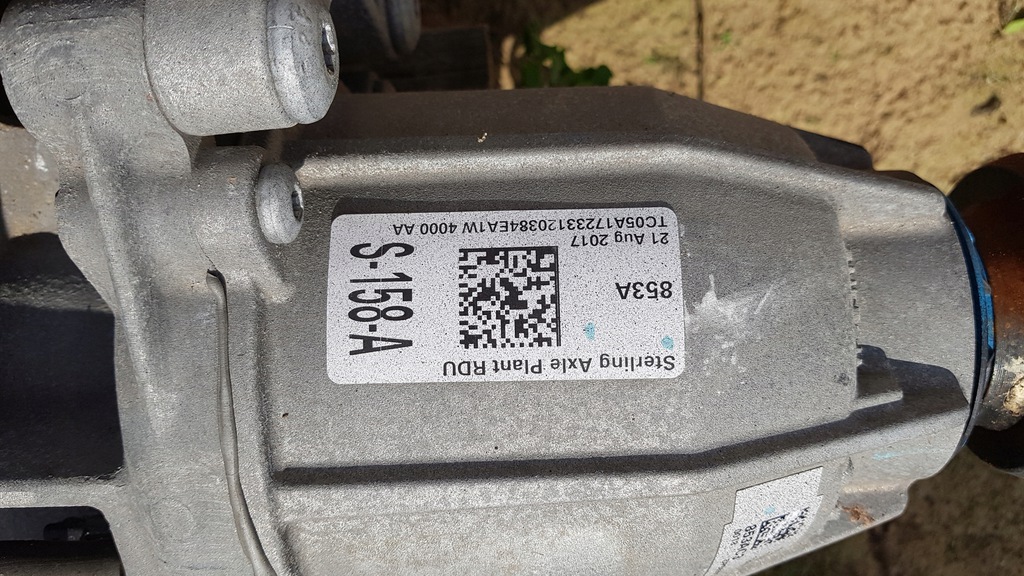 Sterling Axle Plant RDU
853A
21 Aug 2017
TC05A17233120384EA1W 4000 AA
S-158-A